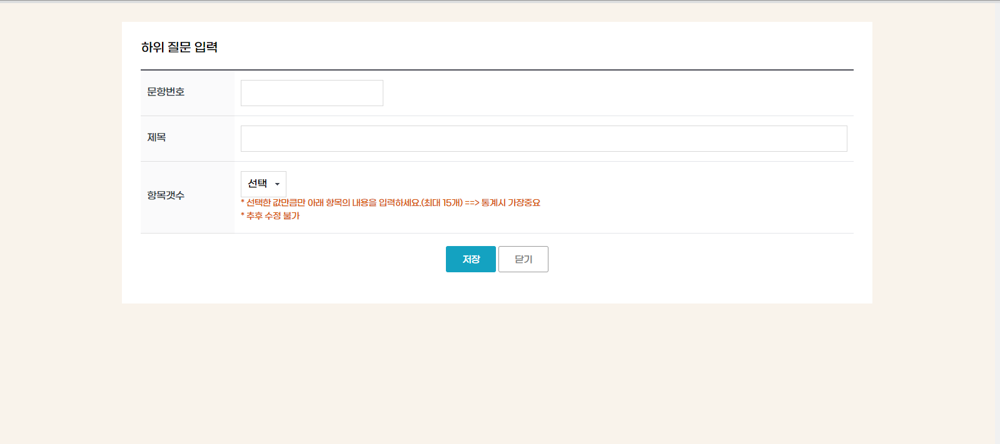 하위 질문 입력
문항번호
제목
항목갯수
선택
* 선택한 값만큼만 아래 항목의 내용을 입력하세요.(최대 15개) ==> 통계시 가장중요
* 추후 수정 불가
저장 닫기